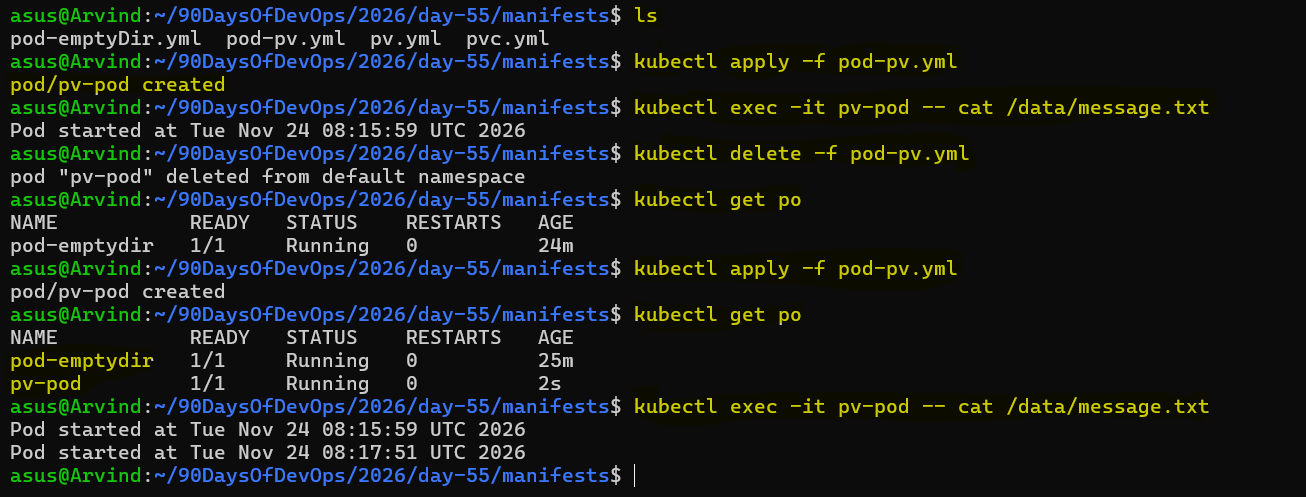 asus@Arvind:~/90DaysOfDevOps/2026/day-55/manifests$ ls
pod-emptyDir.yml  pod-pv.yml  pv.yml  pvc.yml
asus@Arvind:~/90DaysOfDevOps/2026/day-55/manifests$ kubectl apply -f pod-pv.yml
pod/pv-pod created
asus@Arvind:~/90DaysOfDevOps/2026/day-55/manifests$ kubectl exec -it pv-pod -- cat /data/message.txt
Pod started at Tue Nov 24 08:15:59 UTC 2026
asus@Arvind:~/90DaysOfDevOps/2026/day-55/manifests$ kubectl delete -f pod-pv.yml
pod "pv-pod" deleted from default namespace
asus@Arvind:~/90DaysOfDevOps/2026/day-55/manifests$ kubectl get po
NAME           READY   STATUS    RESTARTS   AGE
pod-emptydir   1/1     Running   0          24m
asus@Arvind:~/90DaysOfDevOps/2026/day-55/manifests$ kubectl apply -f pod-pv.yml
pod/pv-pod created
asus@Arvind:~/90DaysOfDevOps/2026/day-55/manifests$ kubectl get po
NAME           READY   STATUS    RESTARTS   AGE
pod-emptydir   1/1     Running   0          25m
pv-pod         1/1     Running   0          2s
asus@Arvind:~/90DaysOfDevOps/2026/day-55/manifests$ kubectl exec -it pv-pod -- cat /data/message.txt
Pod started at Tue Nov 24 08:15:59 UTC 2026
Pod started at Tue Nov 24 08:17:51 UTC 2026
asus@Arvind:~/90DaysOfDevOps/2026/day-55/manifests$